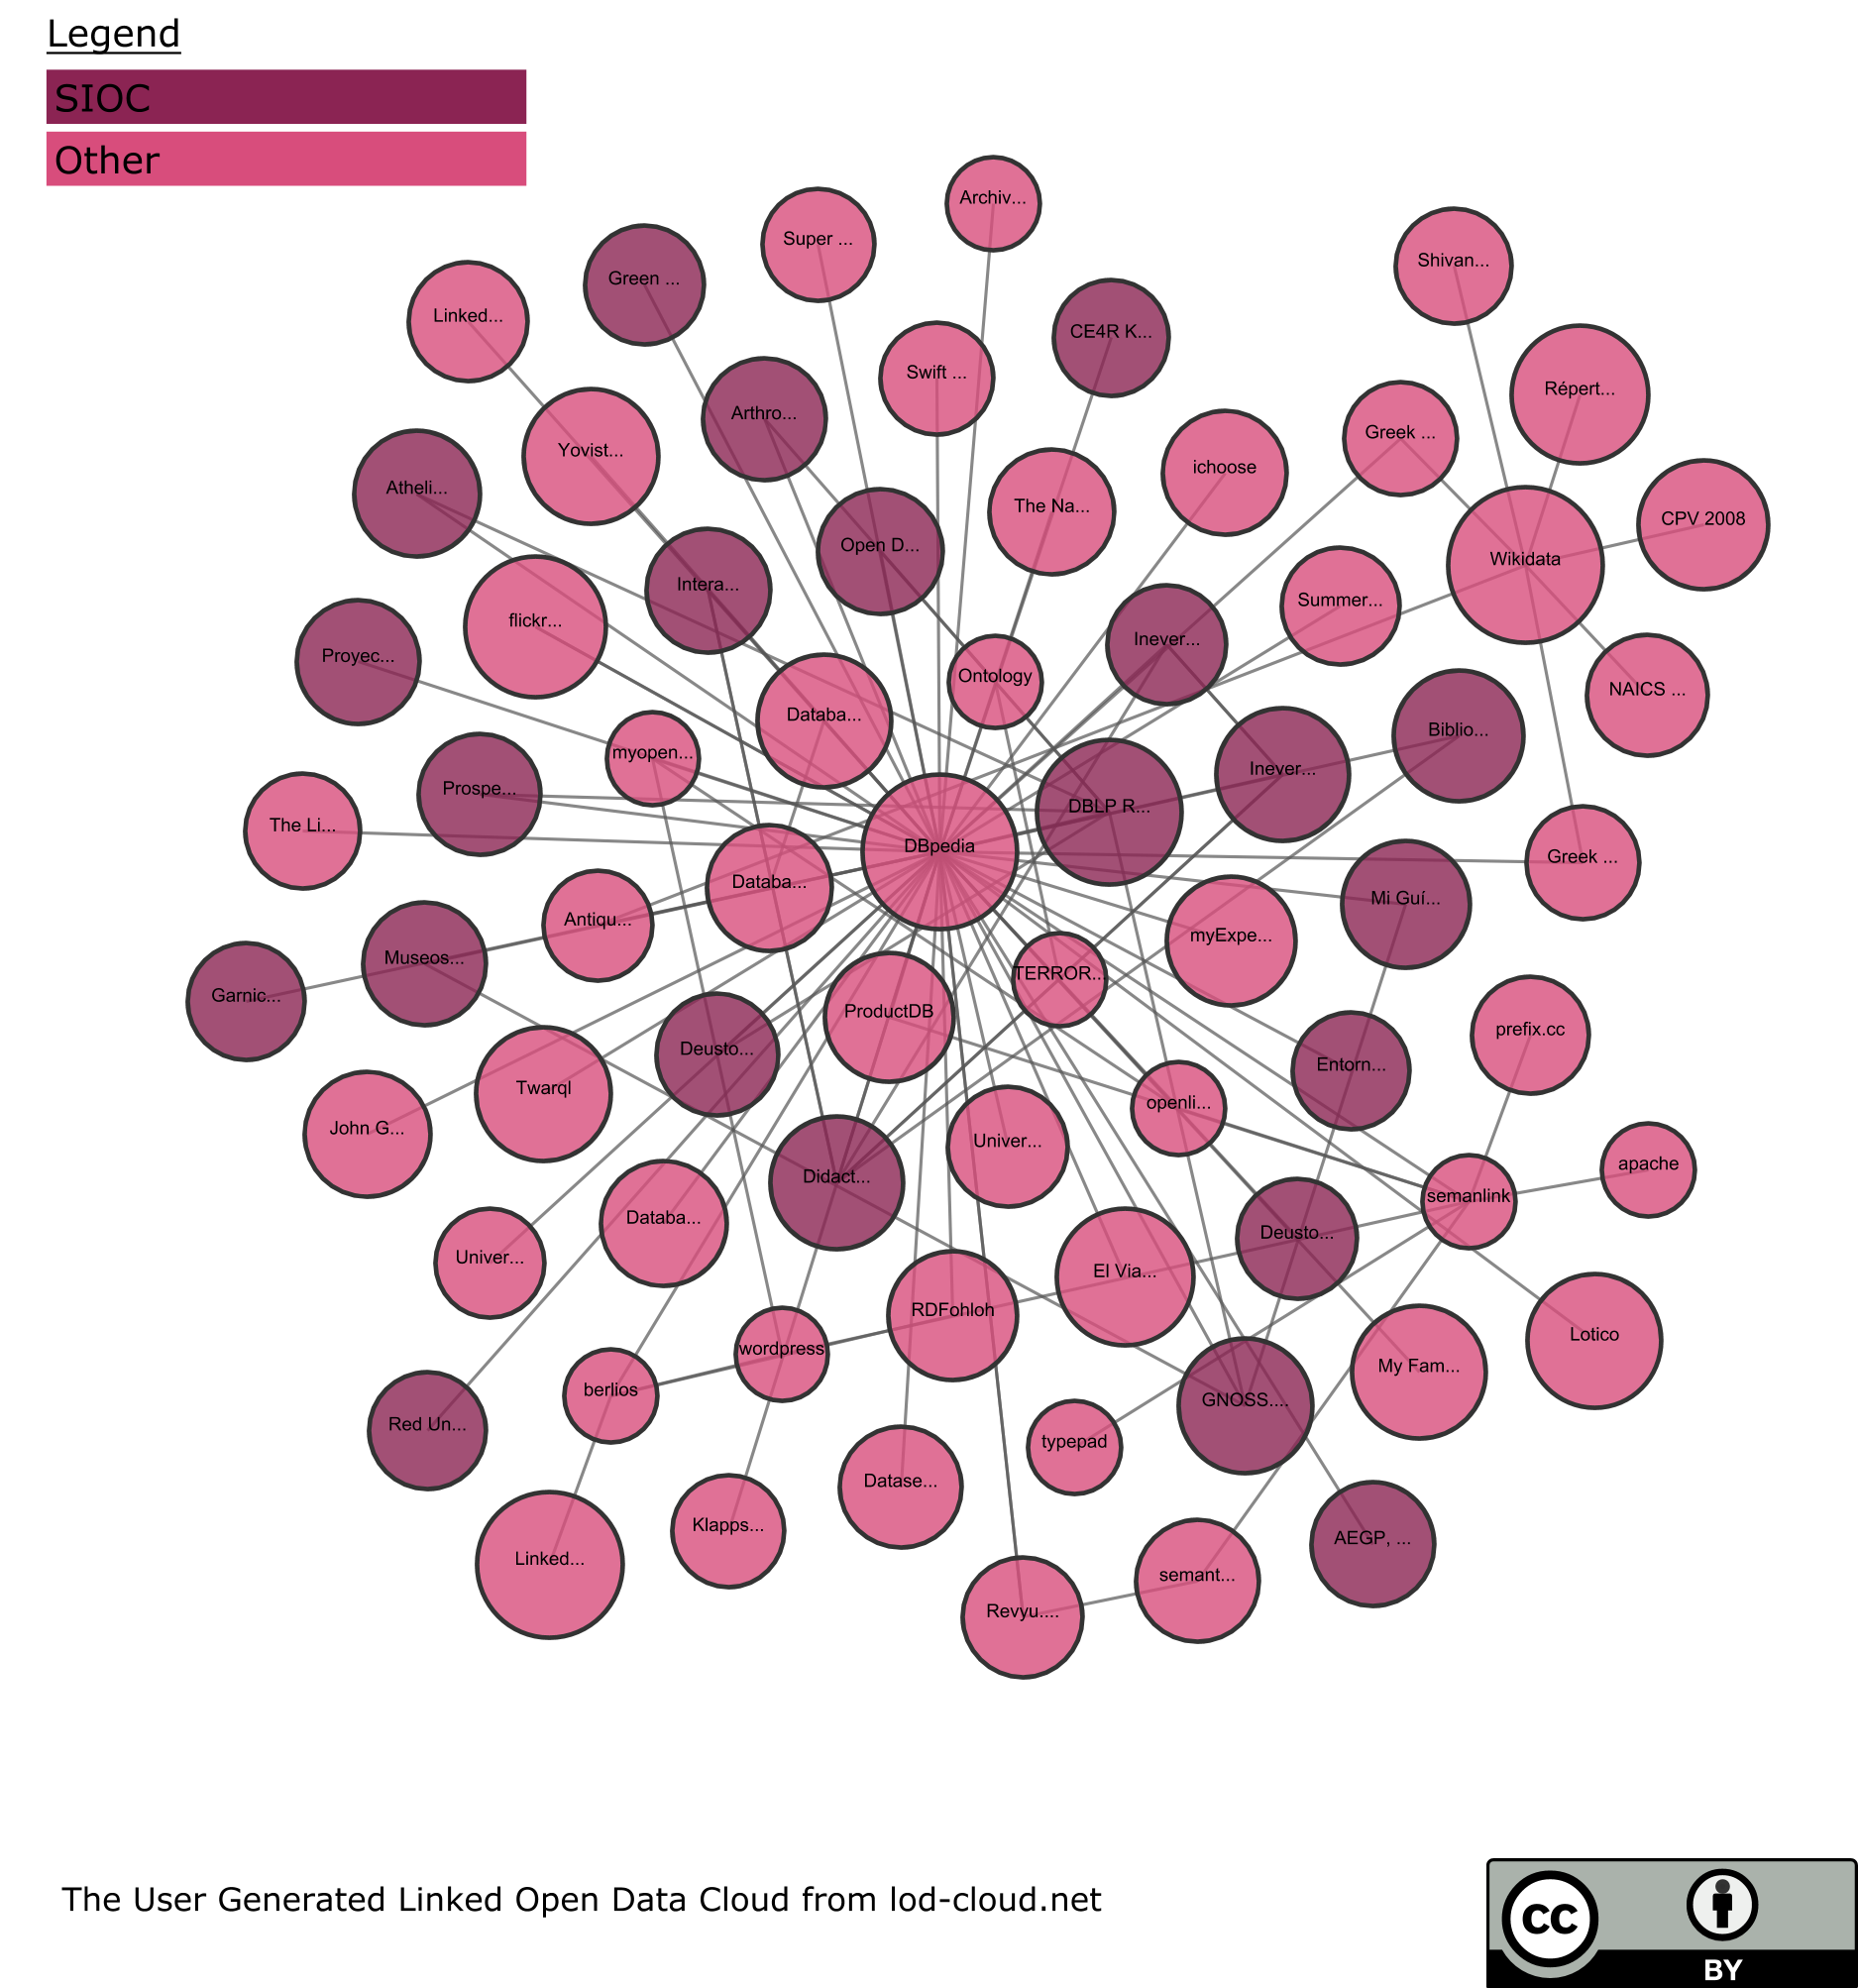 Legend
SIOC
Other
Archiv...
Super ...
Shivan...
Green ...
Linked...
CE4R K...
Swift ...
Répert...
Arthro...
Greek ...
Yovist...
ichoose
Atheli...
The Na...
CPV 2008
Open D...
Wikidata
Intera...
Summer...
flickr...
Inever...
Proyec...
Ontology
NAICS ...
Databa...
Biblio...
myopen...
Inever...
Prospe...
DBLP R...
The Li...
DBpedia
Greek ...
Databa...
Mi Guí...
Antiqu...
myExpe...
Museos...
TERROR...
Garnic...
ProductDB
prefix.cc
Deusto...
Entorn...
Twarql
openli...
John G...
Univer...
apache
Didact...
semanlink
Databa...
Deusto...
Univer...
El Via...
RDFohloh
Lotico
wordpress
My Fam...
berlios
GNOSS....
Red Un...
typepad
Datase...
Klapps...
AEGP, ...
Linked...
semant...
Revyu....
The User Generated Linked Open Data Cloud from lod-cloud.net
cc
BY